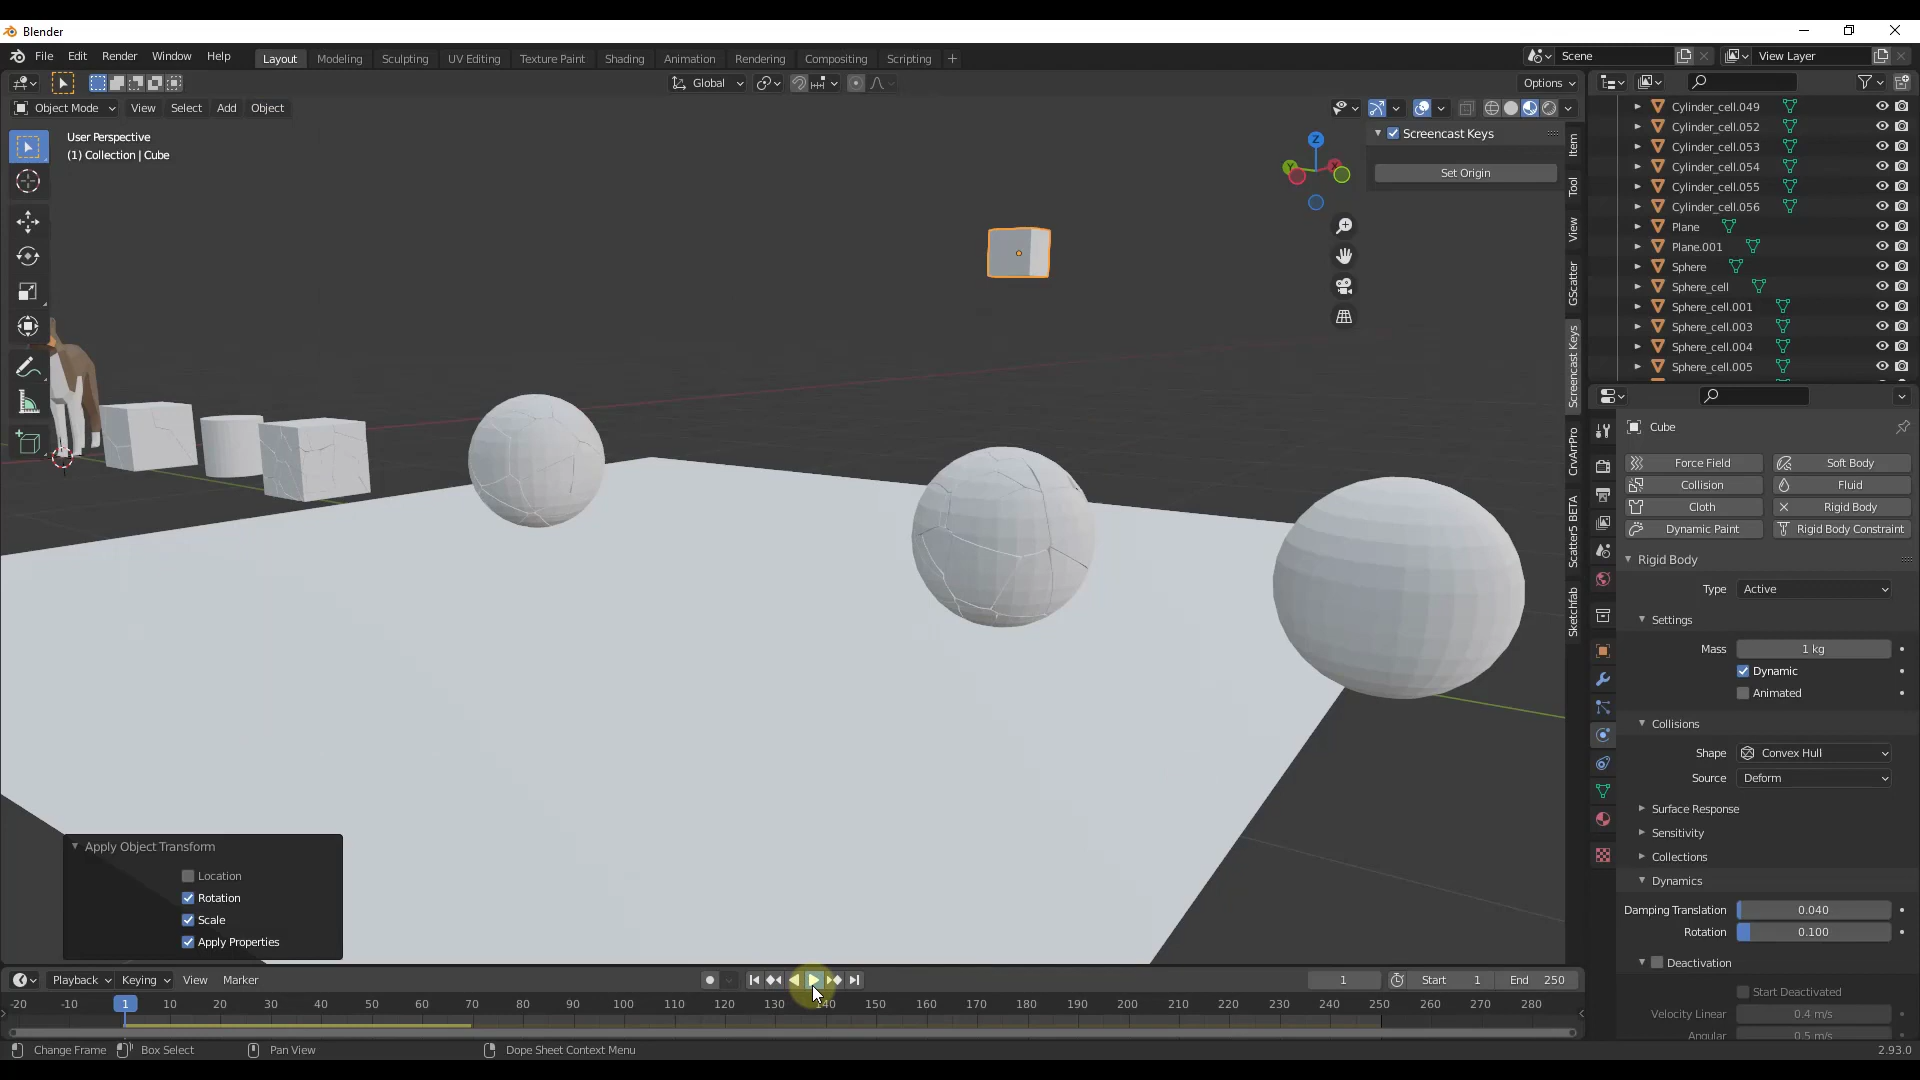 Blender
File Edit Render Window Help
Layout Modeling Sculpting UV Editing Texture Paint Shading Animation Rendering Compositing Scripting +
Scene
View Layer
Global
Options
Object Mode View Select Add Object
User Perspective
(1) Collection | Cube
Screencast Keys
Set Origin
Z
Y
X
Item
Tool
View
GScatter
Screencast Keys
CrvArrPro
Scatter5 BETA
Sketchfab
Cylinder_cell.049
Cylinder_cell.052
Cylinder_cell.053
Cylinder_cell.054
Cylinder_cell.055
Cylinder_cell.056
Plane
Plane.001
Sphere
Sphere_cell
Sphere_cell.001
Sphere_cell.003
Sphere_cell.004
Sphere_cell.005
Cube
Force Field Soft Body
Collision Fluid
Cloth Rigid Body
Dynamic Paint Rigid Body Constraint
Rigid Body
Type Active
Settings
Mass 1 kg
Dynamic
Animated
Collisions
Shape Convex Hull
Source Deform
Surface Response
Sensitivity
Collections
Dynamics
Damping Translation 0.040
Rotation 0.100
Deactivation
Start Deactivated
Velocity Linear 0.4 m/s
Angular 0.5 m/s
Apply Object Transform
Location
Rotation
Scale
Apply Properties
Playback Keying View Marker
1 Start 1 End 250
-20 -10 1 10 20 30 40 50 60 70 80 90 100 110 120 130 140 150 160 170 180 190 200 210 220 230 240 250 260 270 280
Change Frame Box Select Pan View Dope Sheet Context Menu
2.93.0